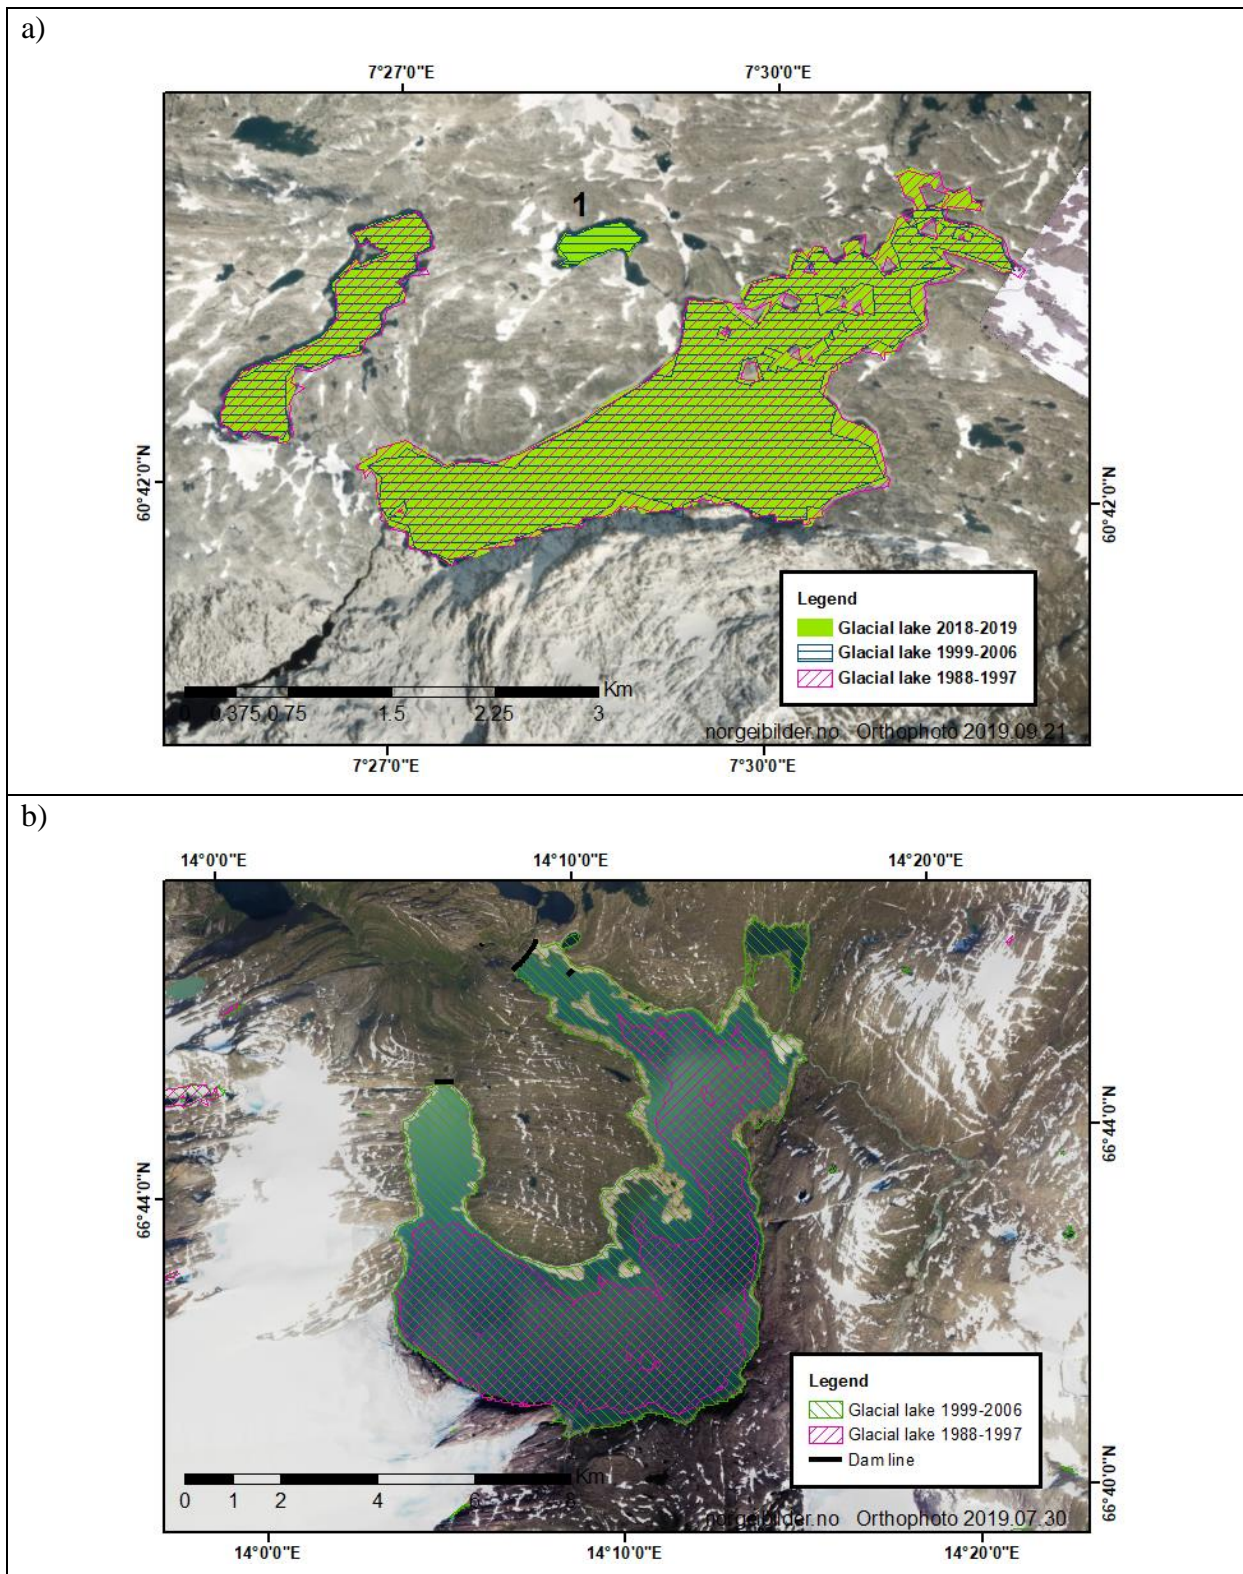 a)
7°27'0"E 7°30'0"E
1
60°42'0"N
60°42'0"N
Legend
Glacial lake 2018-2019
Glacial lake 1999-2006
Glacial lake 1988-1997
Km
0 0.375 0.75 1.5 2.25 3
norgeibilder.no Orthophoto 2019.09.21
7°27'0"E 7°30'0"E
b)
14°0'0"E 14°10'0"E 14°20'0"E
66°44'0"N
66°44'0"N
Legend
Glacial lake 1999-2006
Glacial lake 1988-1997
Dam line
Km
0 1 2 4 6 8
66°40'0"N
norgeibilder.no Orthophoto 2019.07.30
14°0'0"E 14°10'0"E 14°20'0"E